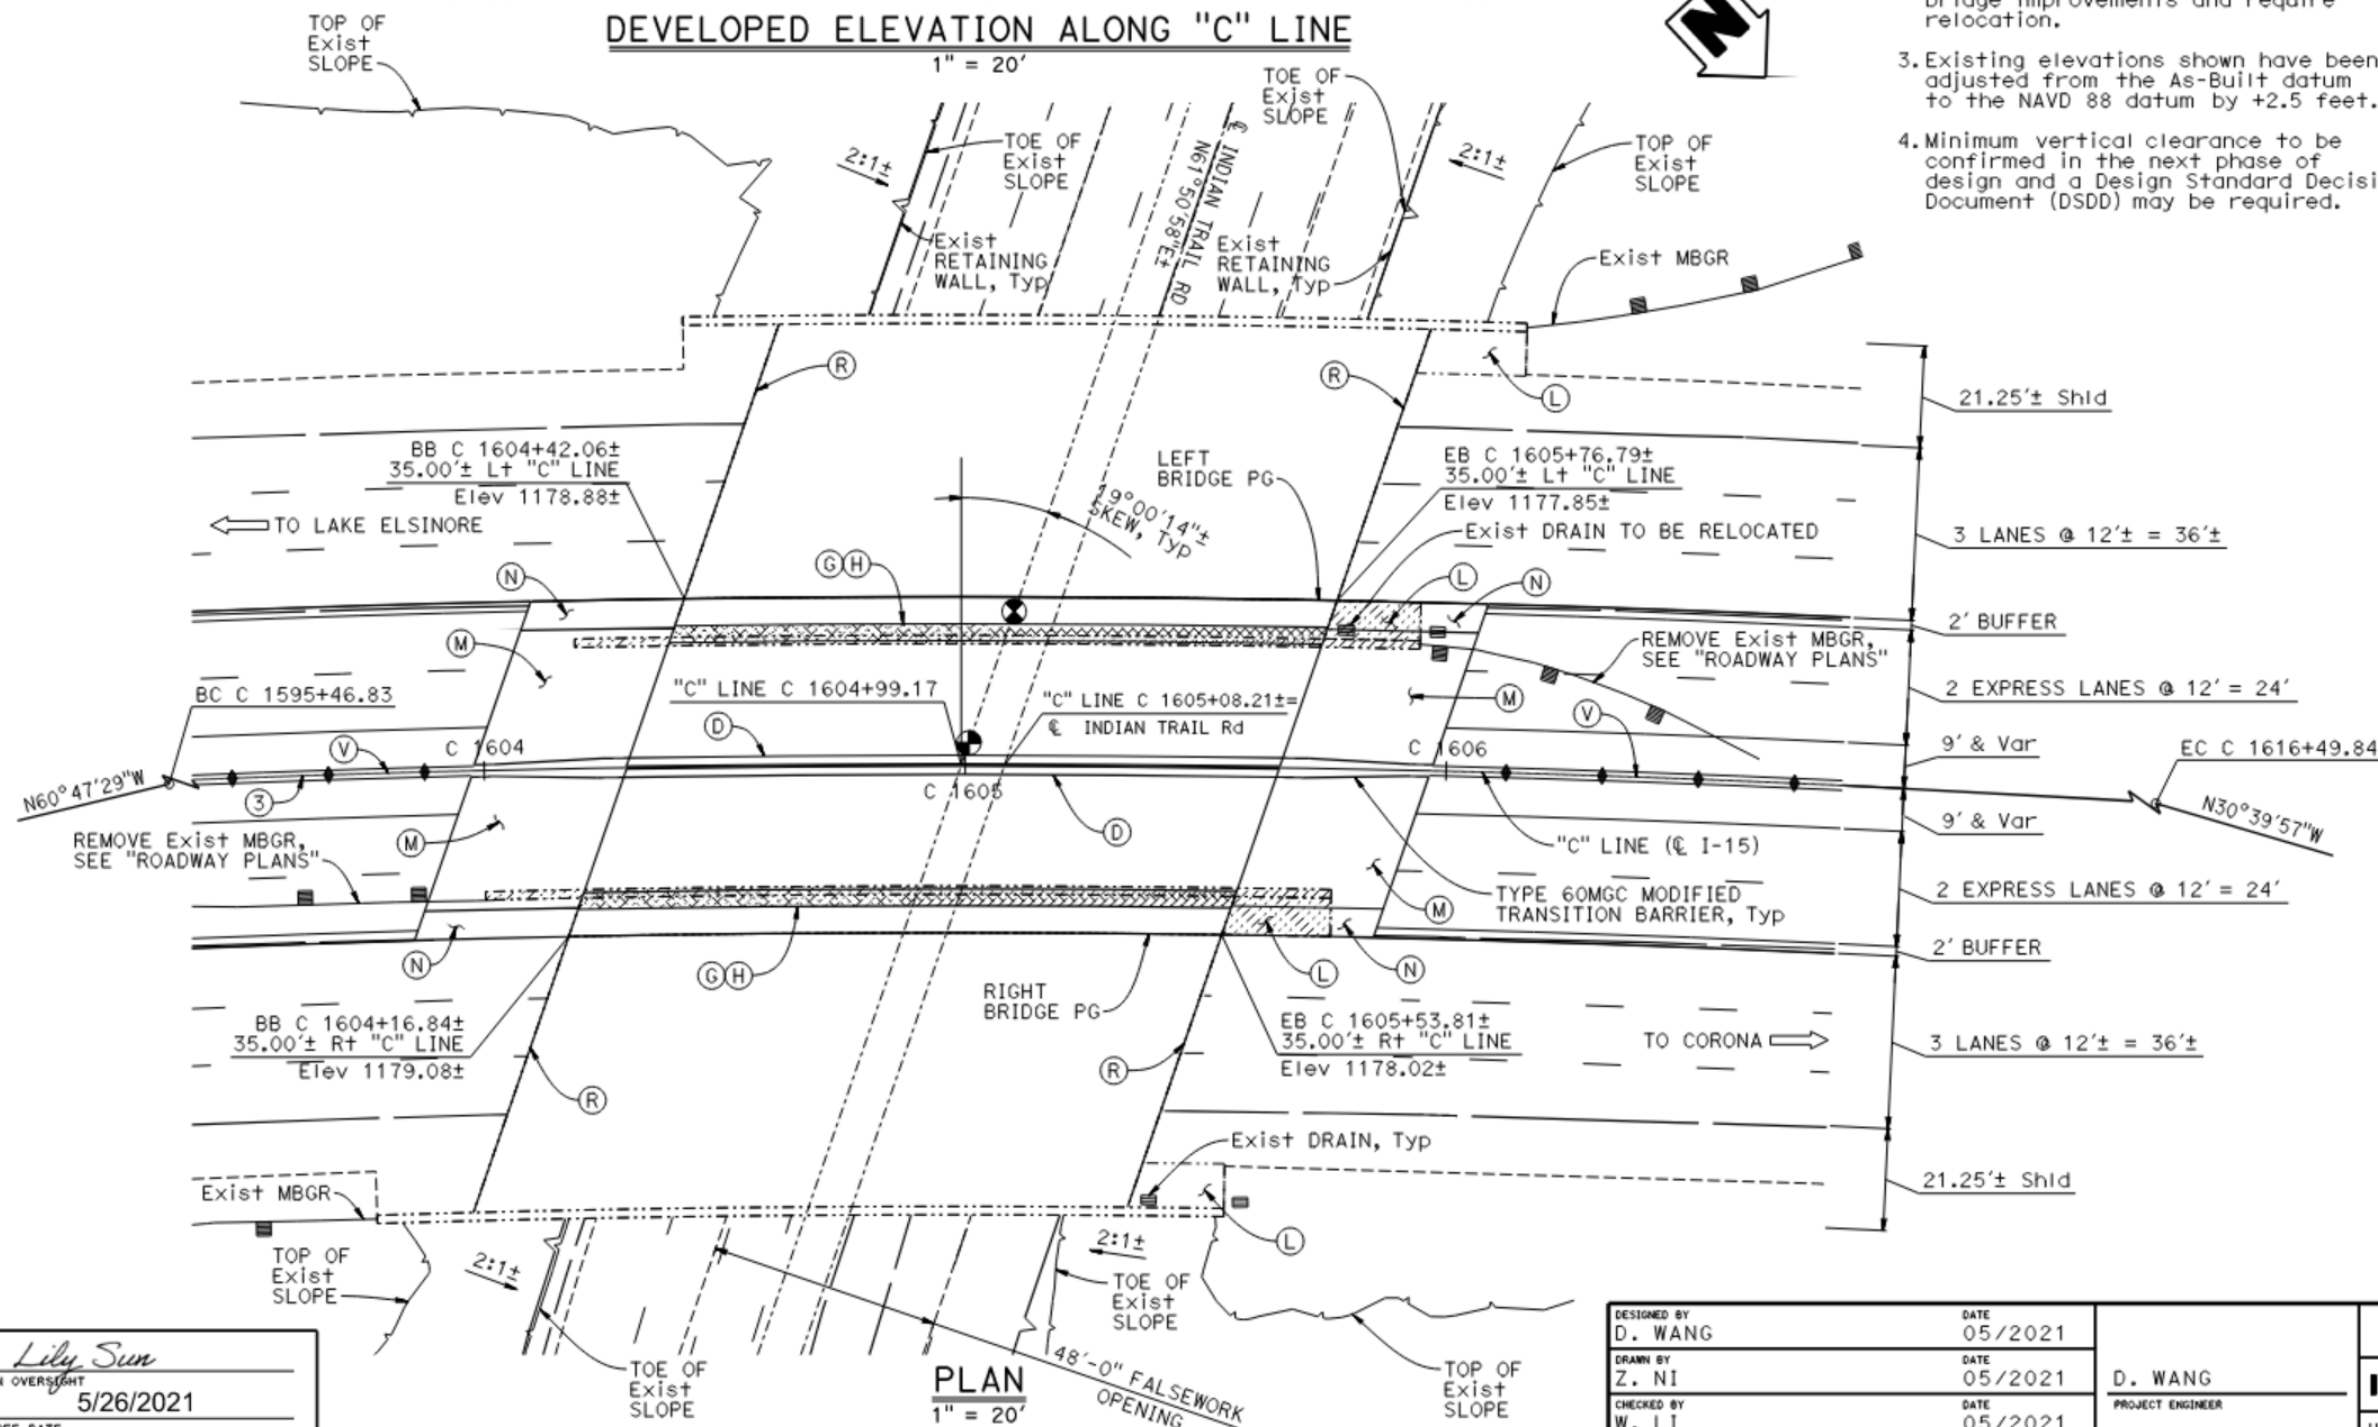 DEVELOPED ELEVATION ALONG "C" LINE
1" = 20'
TOP OF
Exist
SLOPE
TOE OF
Exist
SLOPE
2:1±
Exist
RETAINING
WALL, Typ
℄ INDIAN TRAIL RD
N61°50'58"E±
TOE OF
Exist
SLOPE
Exist
RETAINING
WALL, Typ
2:1±
TOP OF
Exist
SLOPE
Exist MBGR
N
relocation.
3. Existing elevations shown have been
adjusted from the As-Built datum
to the NAVD 88 datum by +2.5 feet.
4. Minimum vertical clearance to be
confirmed in the next phase of
design and a Design Standard
Document (DSDD) may be required.
R
R
L
21.25'± Shld
BB C 1604+42.06±
35.00'± Lt "C" LINE
Elev 1178.88±
LEFT
BRIDGE PG
19°00'14"±
SKEW, Typ
EB C 1605+76.79±
35.00'± Lt "C" LINE
Elev 1177.85±
TO LAKE ELSINORE
Exist DRAIN TO BE RELOCATED
3 LANES @ 12'± = 36'±
N
G H
L
N
2' BUFFER
M
REMOVE Exist MBGR,
SEE "ROADWAY PLANS"
BC C 1595+46.83
"C" LINE C 1604+99.17
"C" LINE C 1605+08.21±=
℄ INDIAN TRAIL Rd
M
2 EXPRESS LANES @ 12' = 24'
V
C 1604
D
V
C 1606
9' & Var
EC C 1616+49.84
N60°47'29"W
3
C 1605
N30°39'57"W
REMOVE Exist MBGR,
SEE "ROADWAY PLANS"
M
D
"C" LINE (℄ I-15)
9' & Var
M
TYPE 60MGC MODIFIED
TRANSITION BARRIER, Typ
2 EXPRESS LANES @ 12' = 24'
N
G H
L
N
2' BUFFER
RIGHT
BRIDGE PG
BB C 1604+16.84±
35.00'± Rt "C" LINE
Elev 1179.08±
EB C 1605+53.81±
35.00'± Rt "C" LINE
Elev 1178.02±
TO CORONA
3 LANES @ 12'± = 36'±
R
R
Exist DRAIN, Typ
Exist MBGR
21.25'± Shld
L
TOP OF
Exist
SLOPE
2:1±
2:1±
TOE OF
Exist
SLOPE
TOE OF
Exist
SLOPE
48'-0" FALSEWORK
OPENING
TOP OF
Exist
SLOPE
PLAN
1" = 20'
Lily Sun
OVERSIGHT
5/26/2021
DESIGNED BY
D. WANG
DATE
05/2021
DRAWN BY
Z. NI
DATE
05/2021
CHECKED BY
W. LI
DATE
05/2021
D. WANG
PROJECT ENGINEER